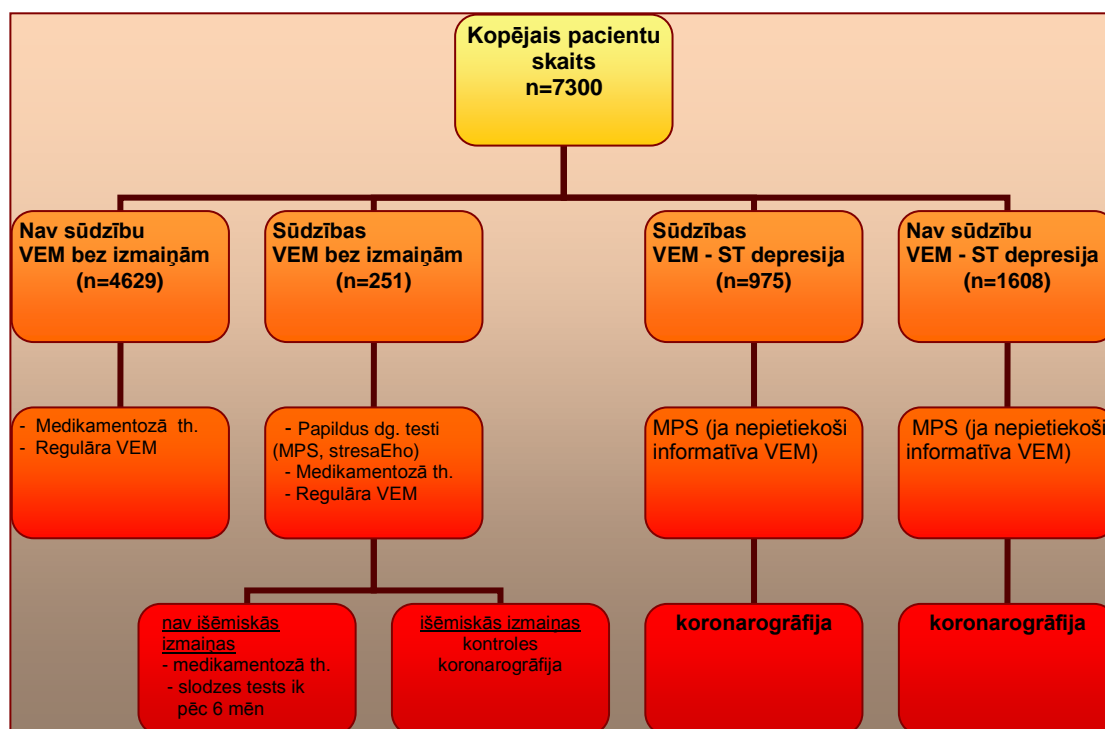 Kopējais pacientu
skaits
n=7300
Nav sūdzību
VEM bez izmaiņām
(n=4629)
Sūdzības
VEM bez izmaiņām
(n=251)
Sūdzības
VEM - ST depresija
(n=975)
Nav sūdzību
VEM - ST depresija
(n=1608)
- Medikamentozā th.
- Regulāra VEM
- Papildus dg. testi
(MPS, stresaEho)
- Medikamentozā th.
- Regulāra VEM
MPS (ja nepietiekoši
informatīva VEM)
MPS (ja nepietiekoši
informatīva VEM)
nav išēmiskās
izmaiņas
- medikamentozā th.
- slodzes tests ik
pēc 6 mēn
išēmiskās izmaiņas
kontroles
koronarogrāfija
koronarogrāfija
koronarogrāfija